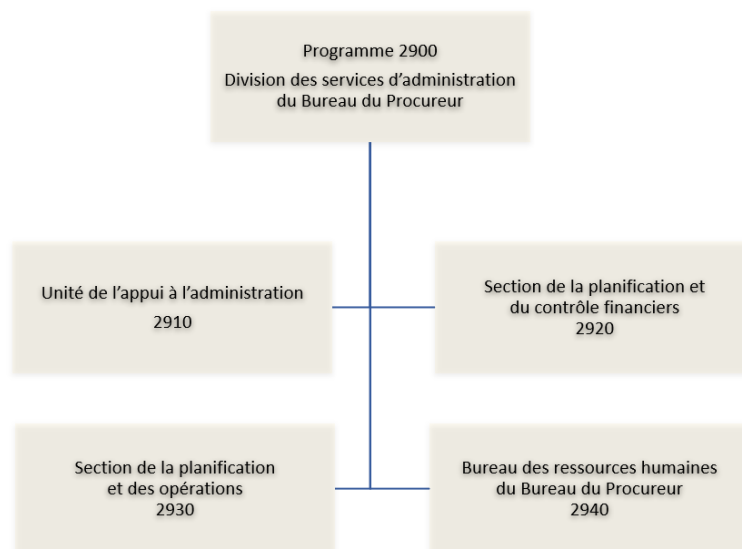 Programme 2900
Division des services d’administration
du Bureau du Procureur
Unité de l’appui à l’administration
2910
Section de la planification et
du contrôle financiers
2920
Section de la planification
et des opérations
2930
Bureau des ressources humaines
du Bureau du Procureur
2940